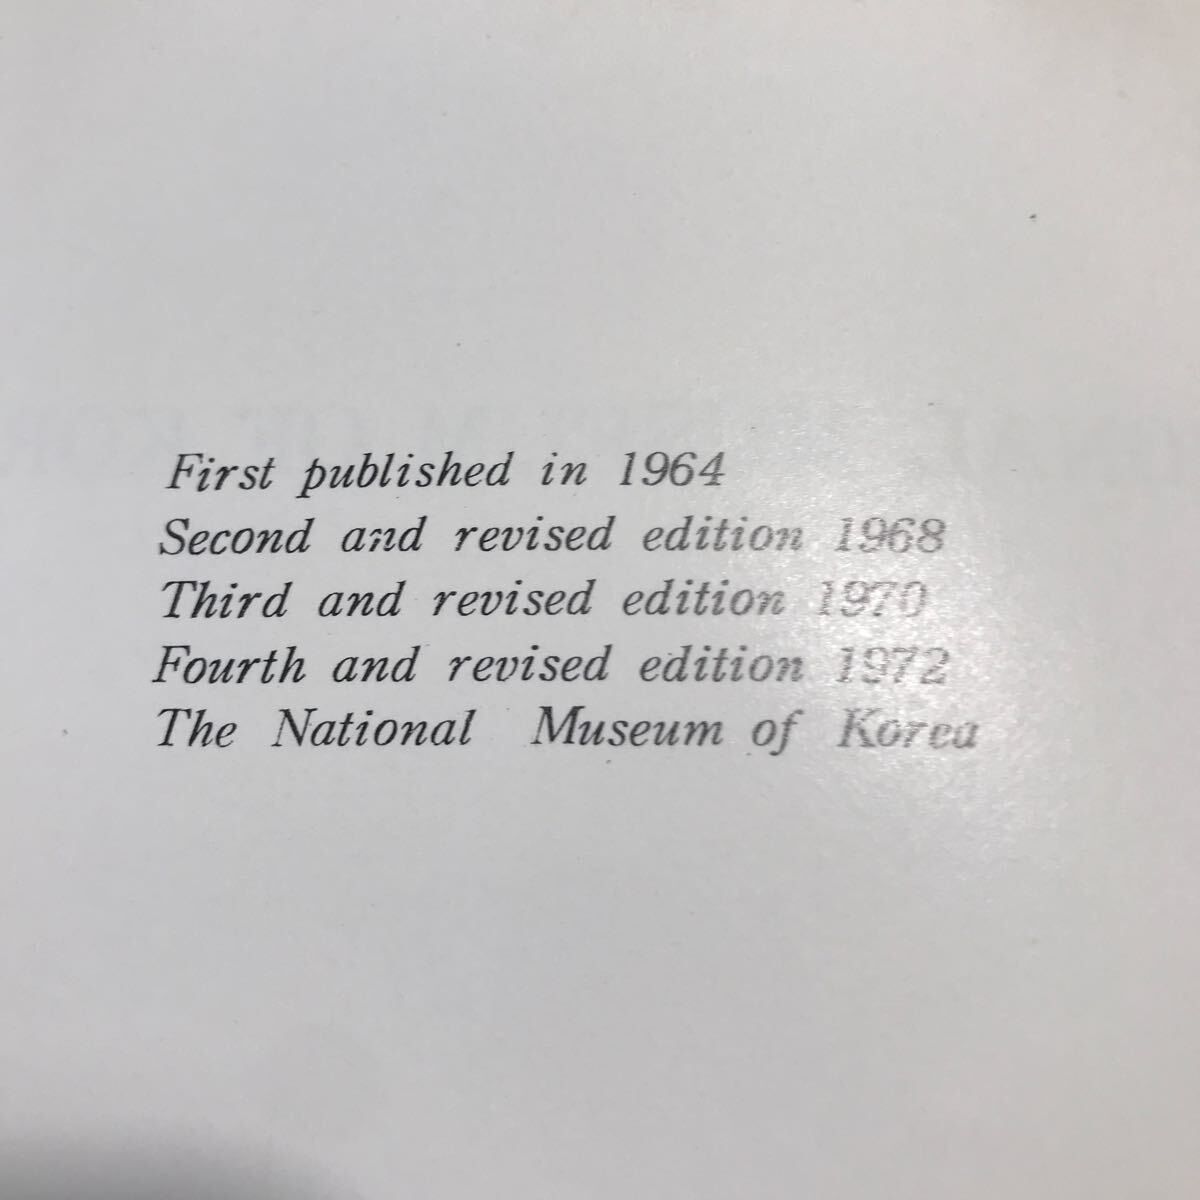 First published in 1964
Second and revised edition 1968
Third and revised edition 1970
Fourth and revised edition 1972
The National Museum of Korea